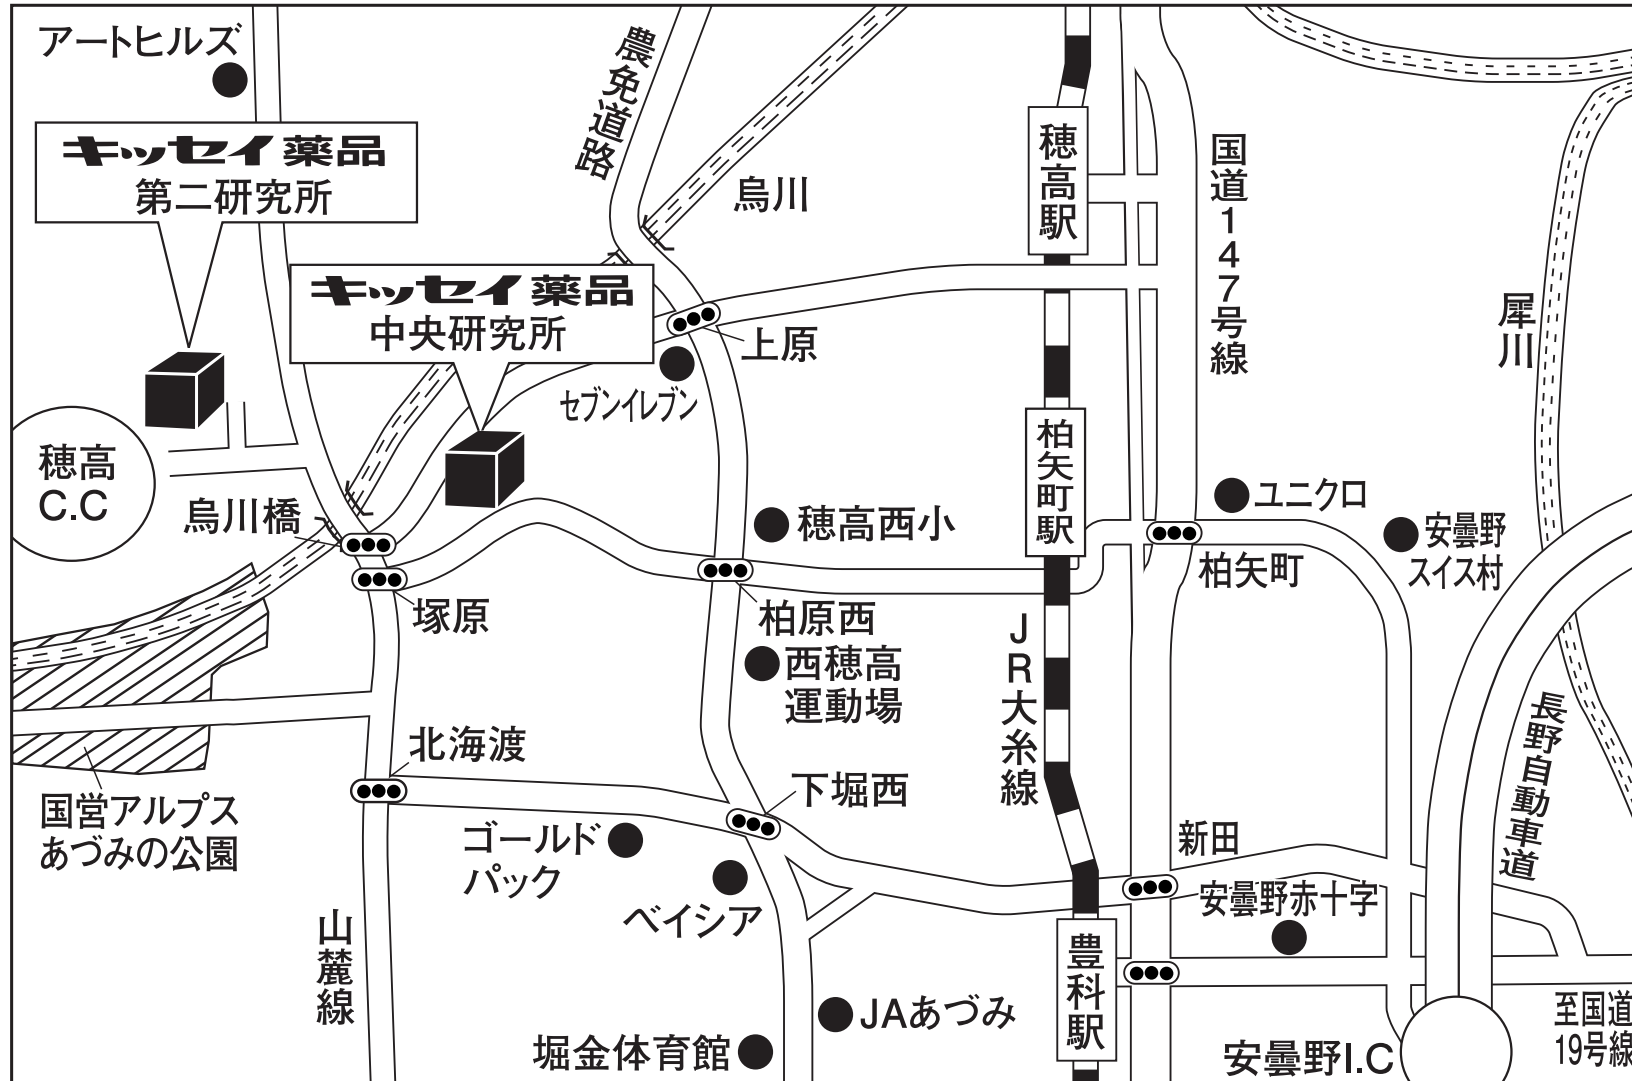 アートヒルズ
キッセイ薬品
第二研究所
農免道路
烏川
穂高駅
国道147号線
犀川
キッセイ薬品
中央研究所
上原
セブンイレブン
穂高
C.C
烏川橋
柏矢町駅
穂高西小
ユニクロ
安曇野
スイス村
柏矢町
塚原
柏原西
西穂高
運動場
JR大糸線
長野自動車道
北海渡
下堀西
国営アルプス
あづみの公園
ゴールド
パック
ベイシア
新田
安曇野赤十字
山麓線
豊科駅
JAあづみ
堀金体育館
安曇野I.C
至国道
19号線